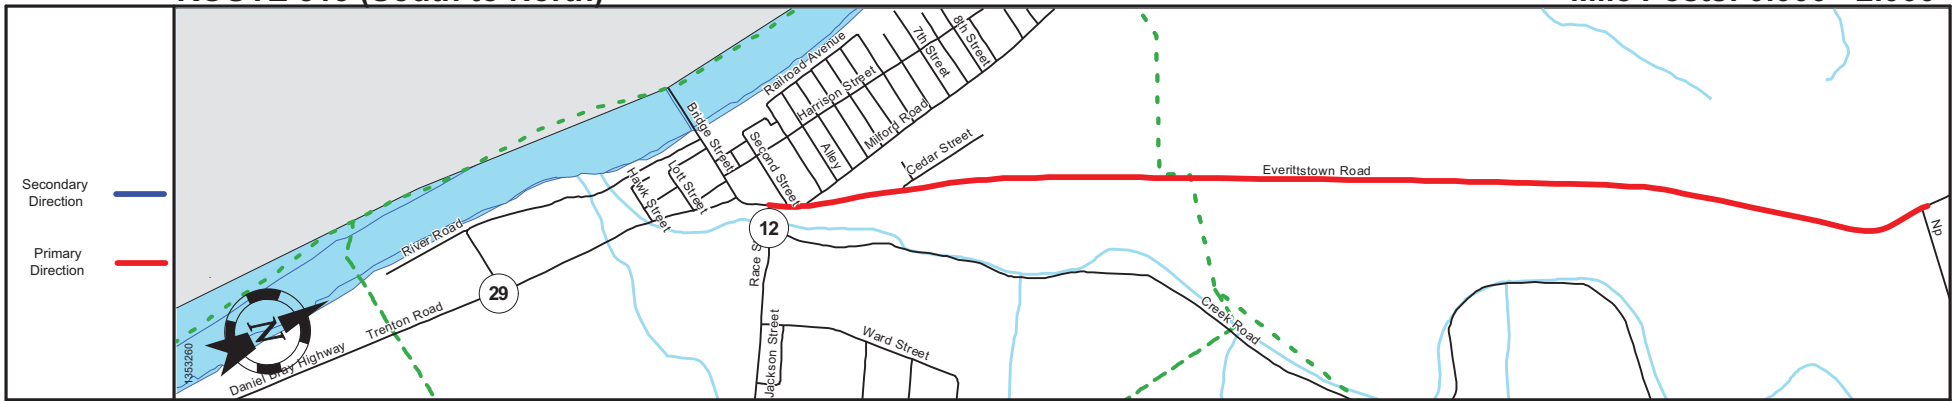 Secondary
Direction
Primary
Direction
Railroad Avenue
7th Street
8th Street
Harrison Street
Bridge Street
Second Street
Alley
Milford Road
Cedar Street
Everittstown Road
Hawk Street
Lott Street
River Road
12
29
Race
Np
Creek Road
Trenton Road
Daniel Bray Highway
Jackson Street
Ward Street
N
1353260